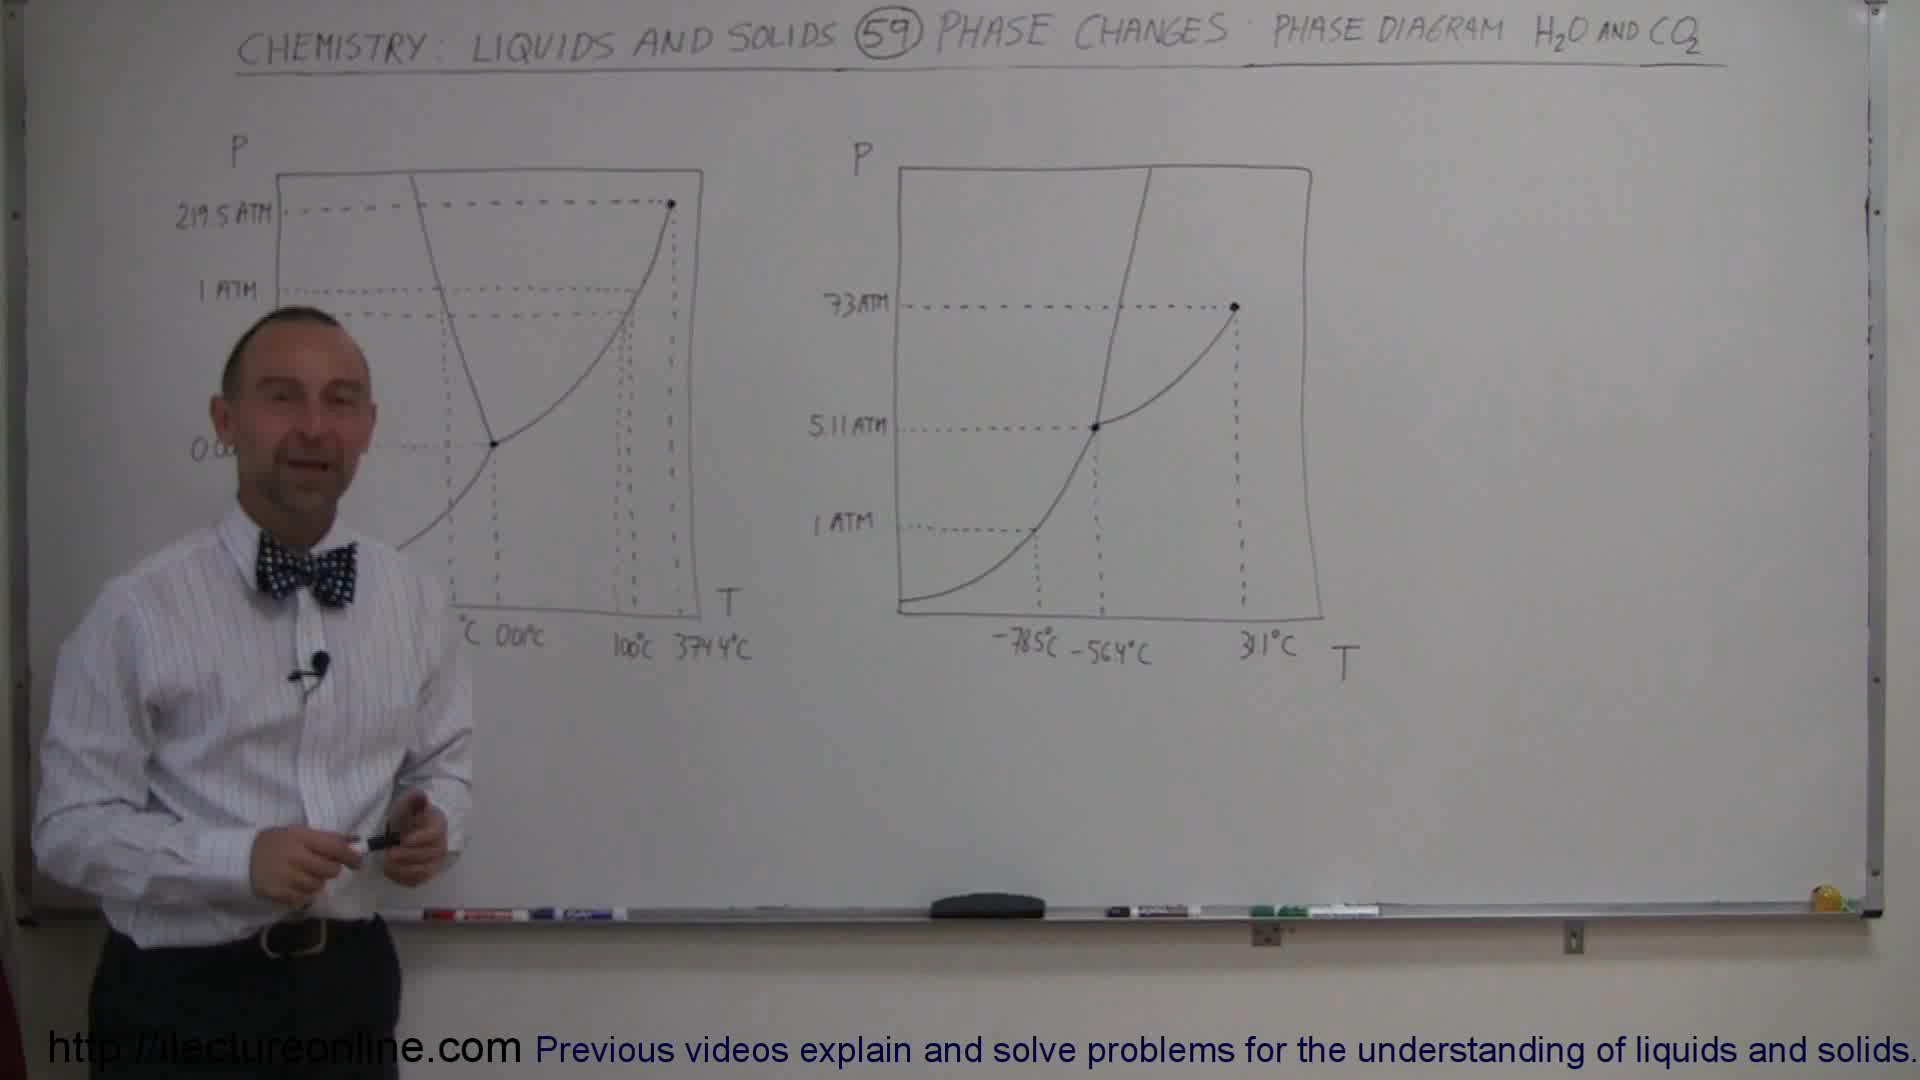 CHEMISTRY: LIQUIDS AND SOLIDS 59 PHASE CHANGES: PHASE DIAGRAM H2O AND CO2
P
219.5 ATM
1 ATM
T
°C 0.01°C 100°C 374.4°C
P
73 ATM
5.11 ATM
1 ATM
-78.5°C -56.4°C 31.1°C T
http://ilectureonline.com Previous videos explain and solve problems for the understanding of liquids and solids.